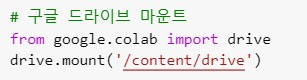 # 구글 드라이브 마운트
from google.colab import drive
drive.mount('/content/drive')